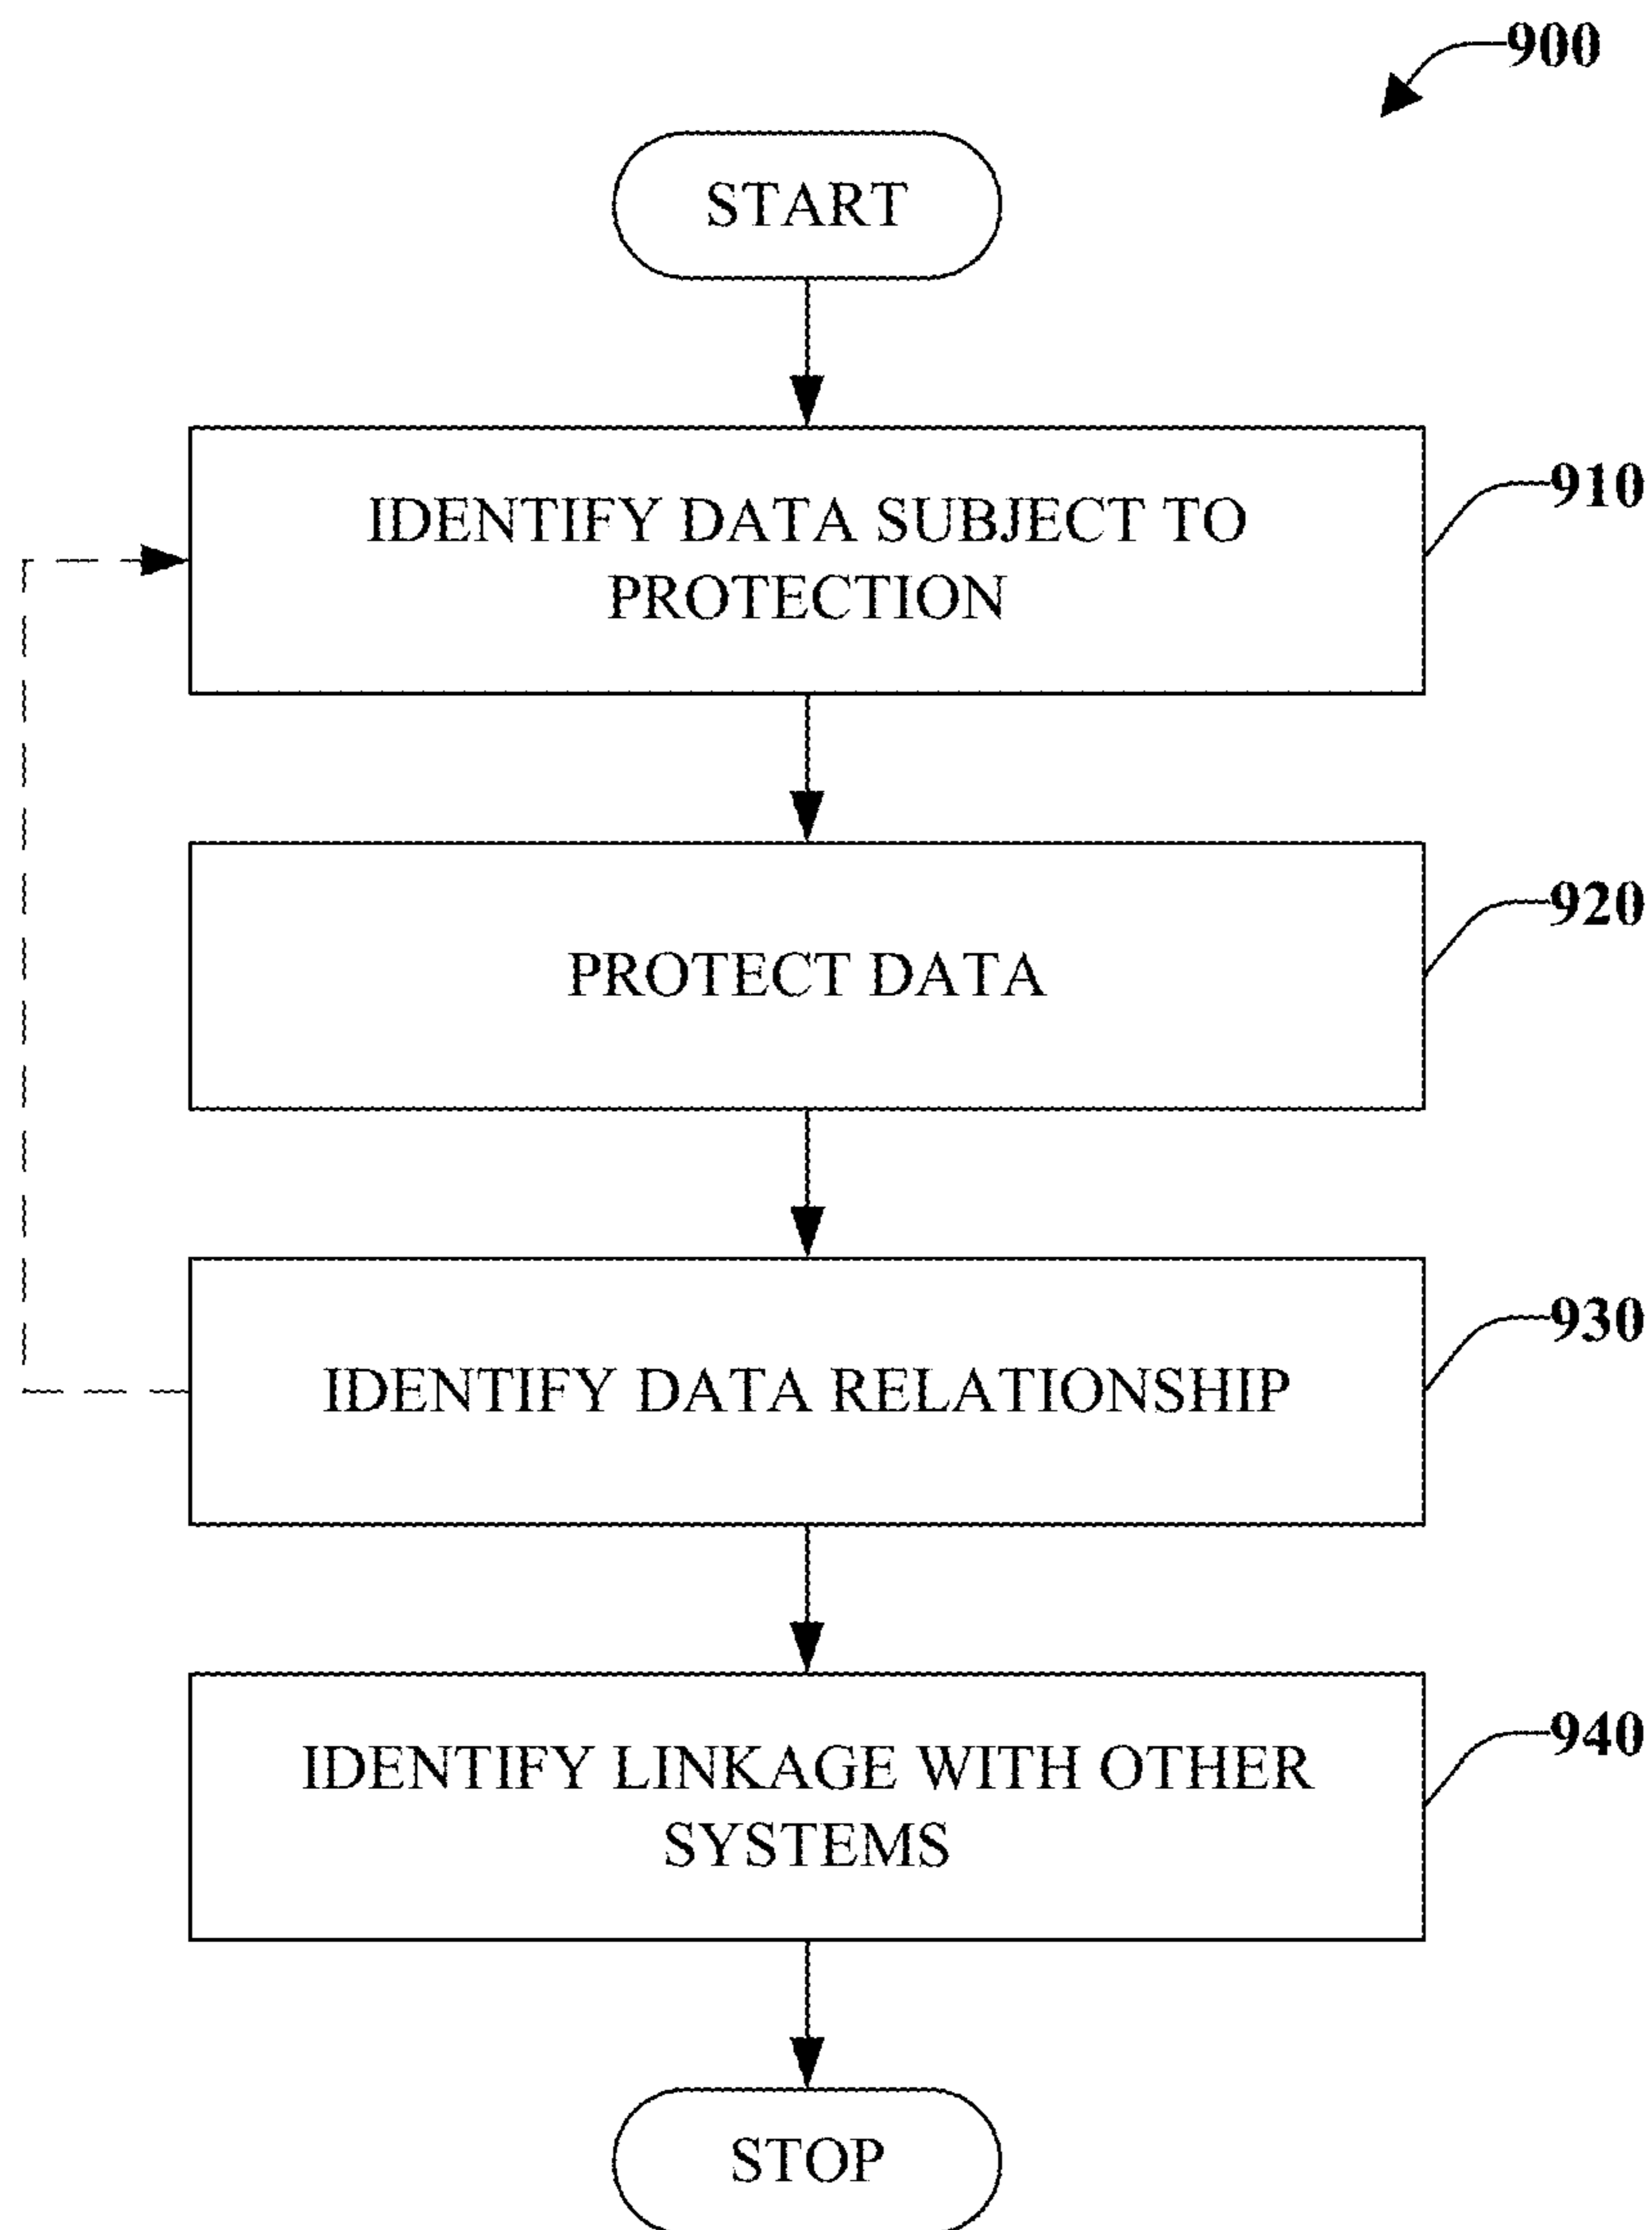 900
START
IDENTIFY DATA SUBJECT TO
PROTECTION
910
PROTECT DATA
920
IDENTIFY DATA RELATIONSHIP
930
IDENTIFY LINKAGE WITH OTHER
SYSTEMS
940
STOP